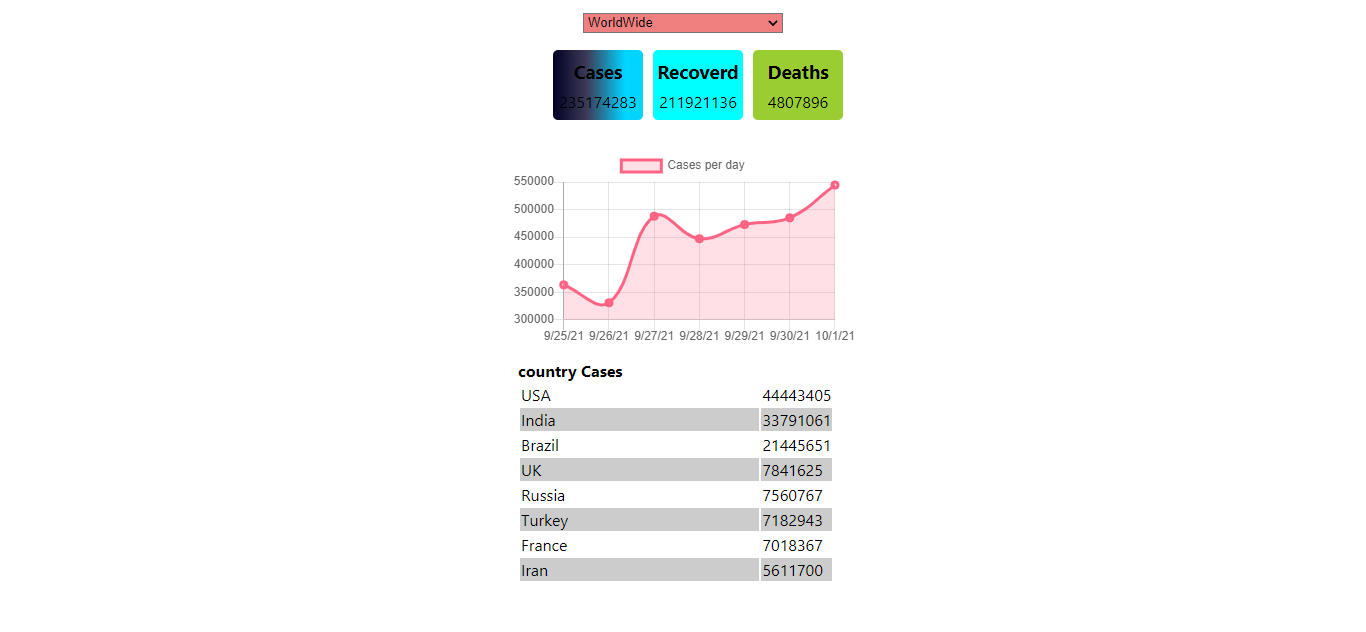 WorldWide
Cases Recoverd Deaths
235174283 211921136 4807896
Cases per day
550000
500000
450000
400000
350000
300000
9/25/21 9/26/21 9/27/21 9/28/21 9/29/21 9/30/21 10/1/21
country Cases
USA 44443405
India 33791061
Brazil 21445651
UK 7841625
Russia 7560767
Turkey 7182943
France 7018367
Iran 5611700